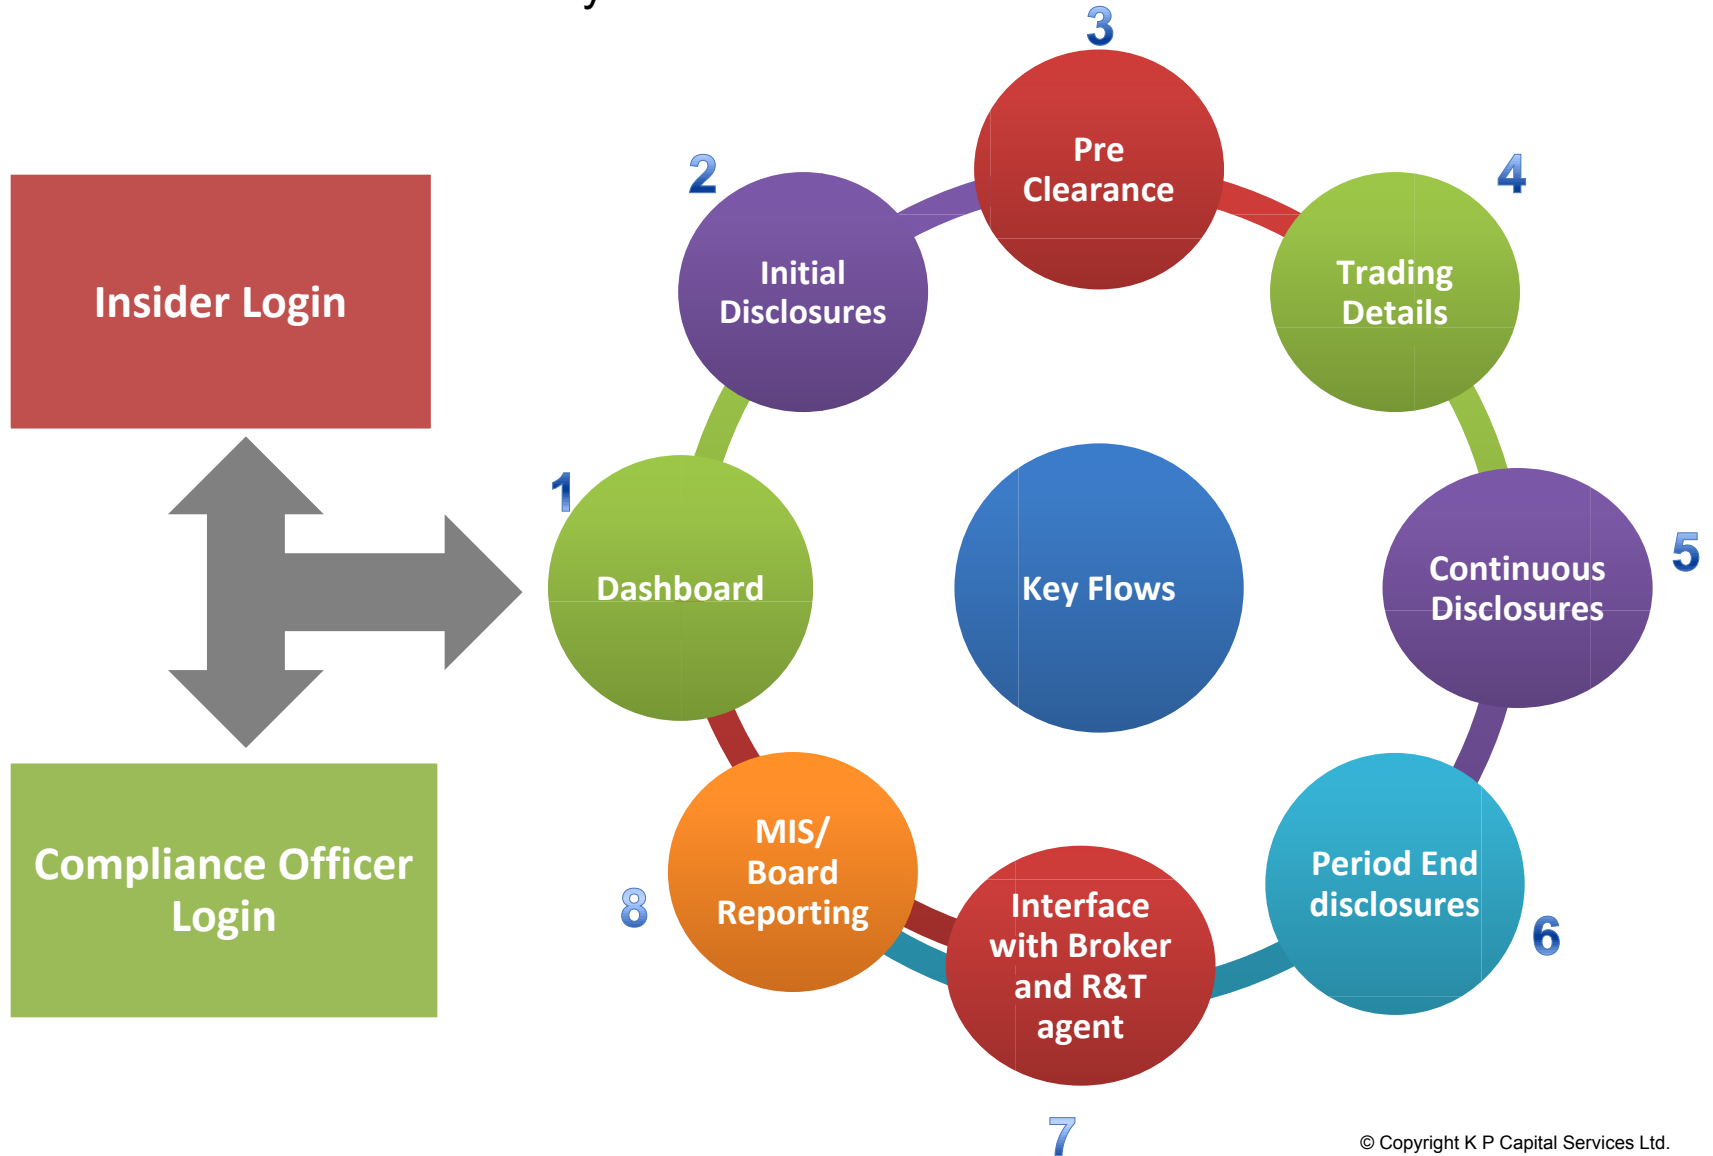 Insider Login
Compliance Officer
Login
1
Dashboard
2
Initial
Disclosures
3
Pre
Clearance
4
Trading
Details
5
Continuous
Disclosures
6
Period End
disclosures
7
Interface
with Broker
and R&T
agent
8
MIS/
Board
Reporting
Key Flows
© Copyright K P Capital Services Ltd.